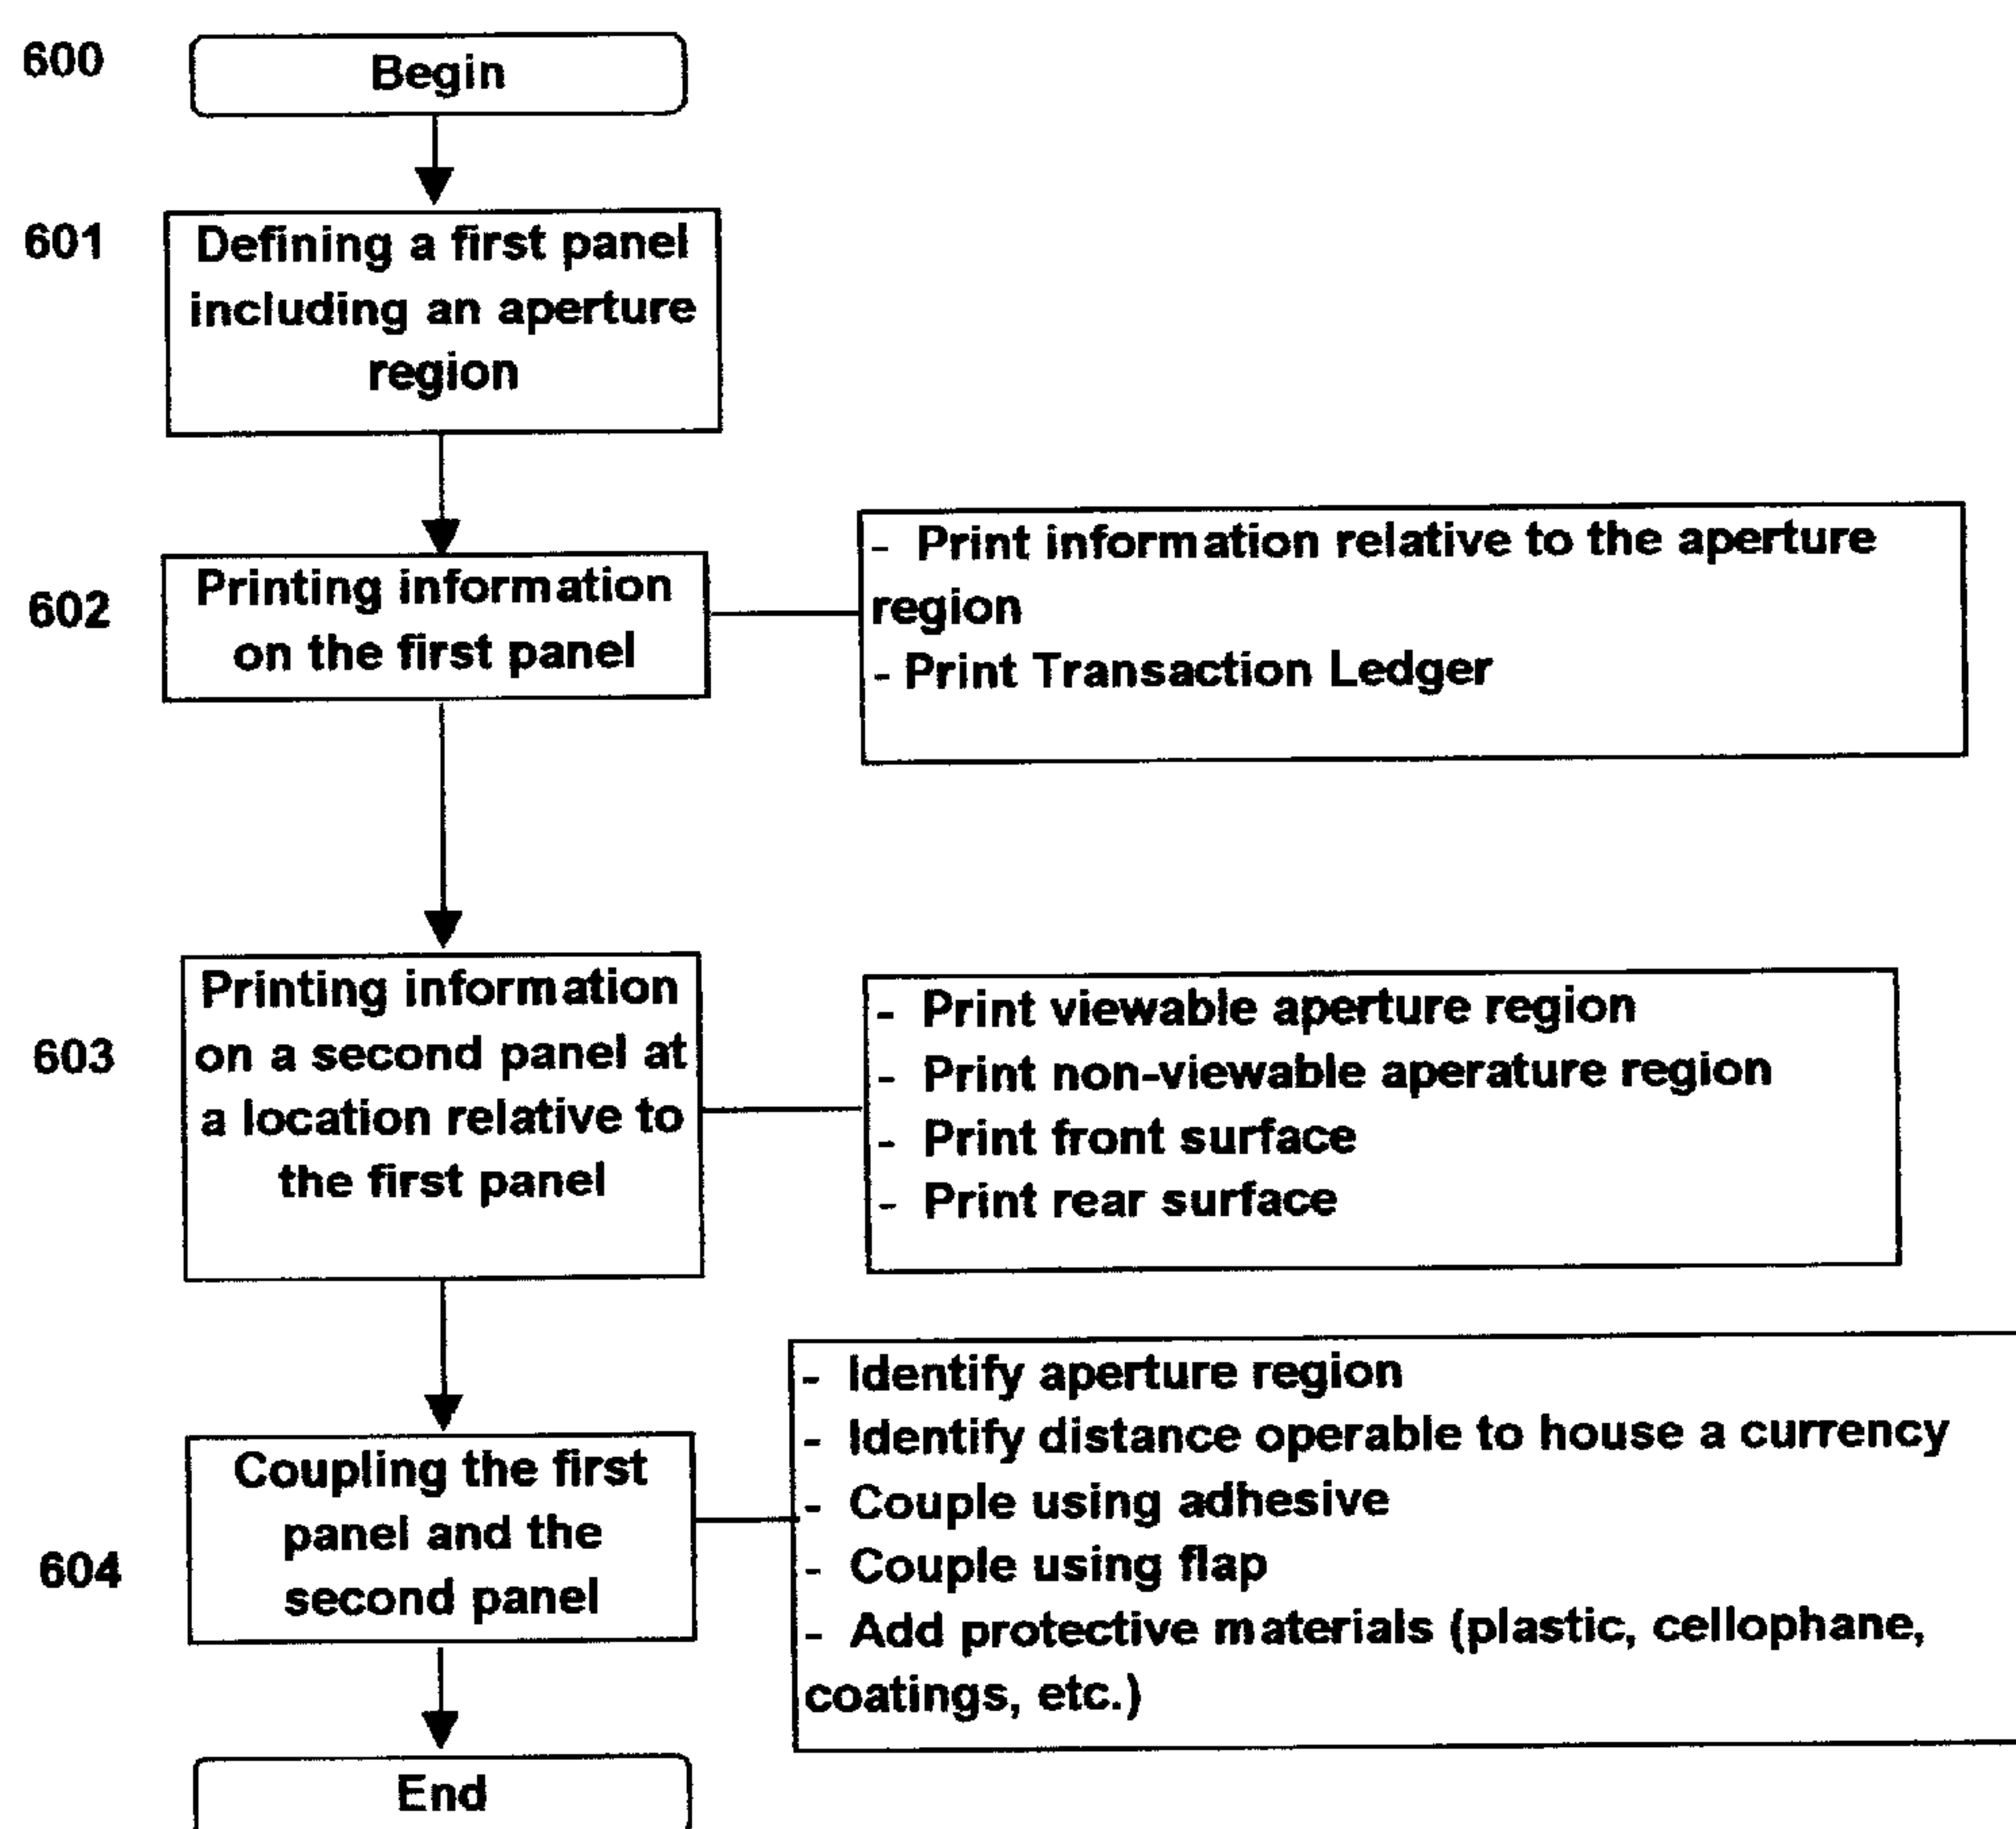 600
Begin
601
Defining a first panel
including an aperture
region
602
Printing information
on the first panel
- Print information relative to the aperture
region
- Print Transaction Ledger
603
Printing information
on a second panel at
a location relative to
the first panel
- Print viewable aperture region
- Print non-viewable aperature region
- Print front surface
- Print rear surface
604
Coupling the first
panel and the
second panel
- Identify aperture region
- Identify distance operable to house a currency
- Couple using adhesive
- Couple using flap
- Add protective materials (plastic, cellophane,
coatings, etc.)
End